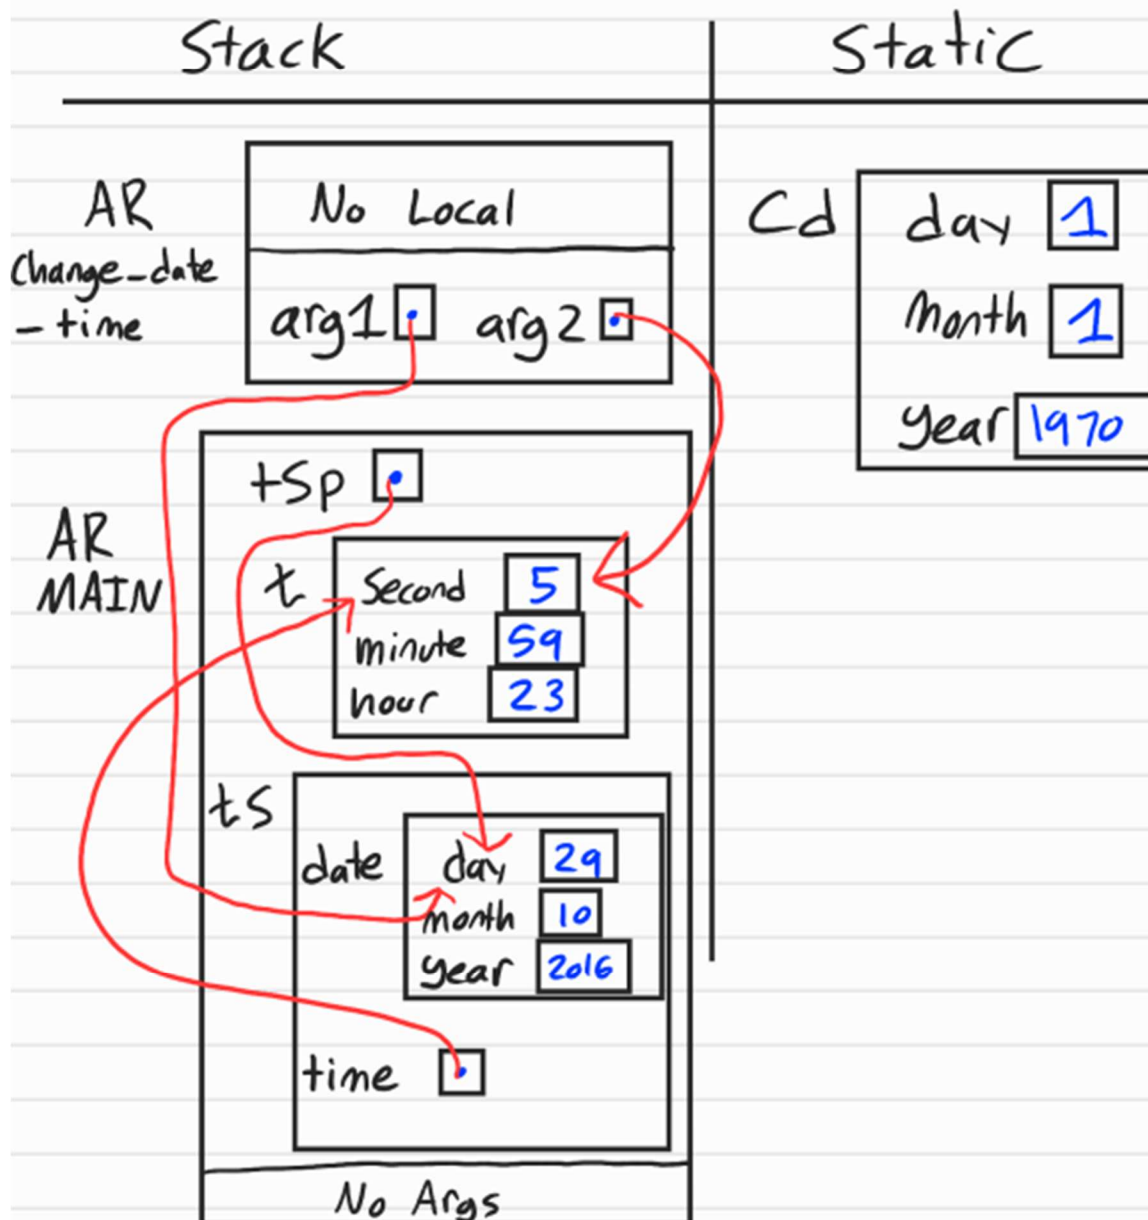 Stack
Static
AR
change_date
- time
No Local
arg1 arg2
Cd
day 1
Month 1
year 1970
AR
MAIN
tSp
t
Second 5
minute 59
hour 23
tS
date
day 29
month 10
year 2016
time
No Args